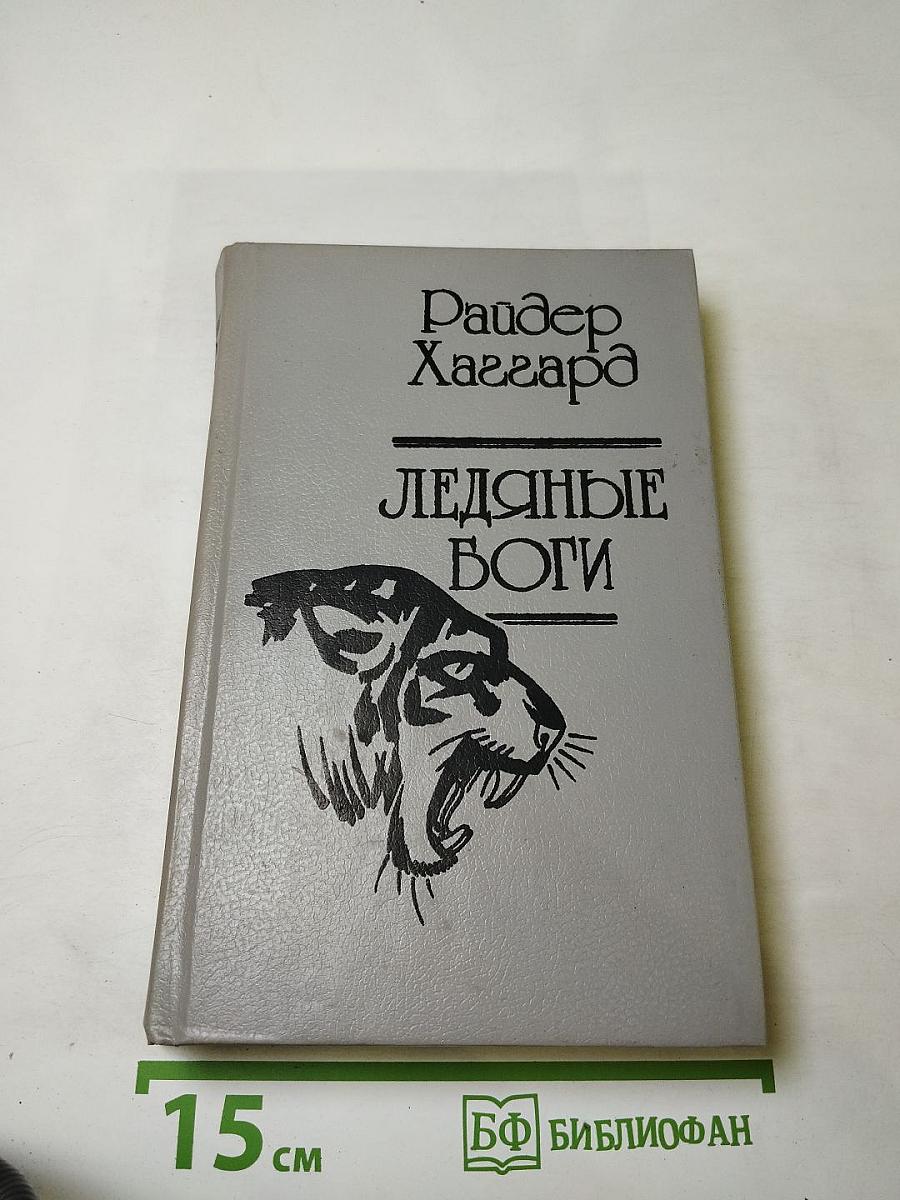 Райдер
Хаггард
ЛЕДЯНЫЕ
БОГИ
15 см
БФ БИБЛИОФАН